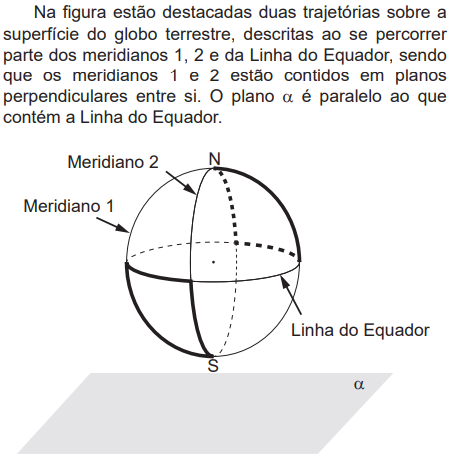 Na figura estão destacadas duas trajetórias sobre a
superfície do globo terrestre, descritas ao se percorrer
parte dos meridianos 1, 2 e da Linha do Equador, sendo
que os meridianos 1 e 2 estão contidos em planos
perpendiculares entre si. O plano α é paralelo ao que
contém a Linha do Equador.
N
Meridiano 2
Meridiano 1
Linha do Equador
S
α